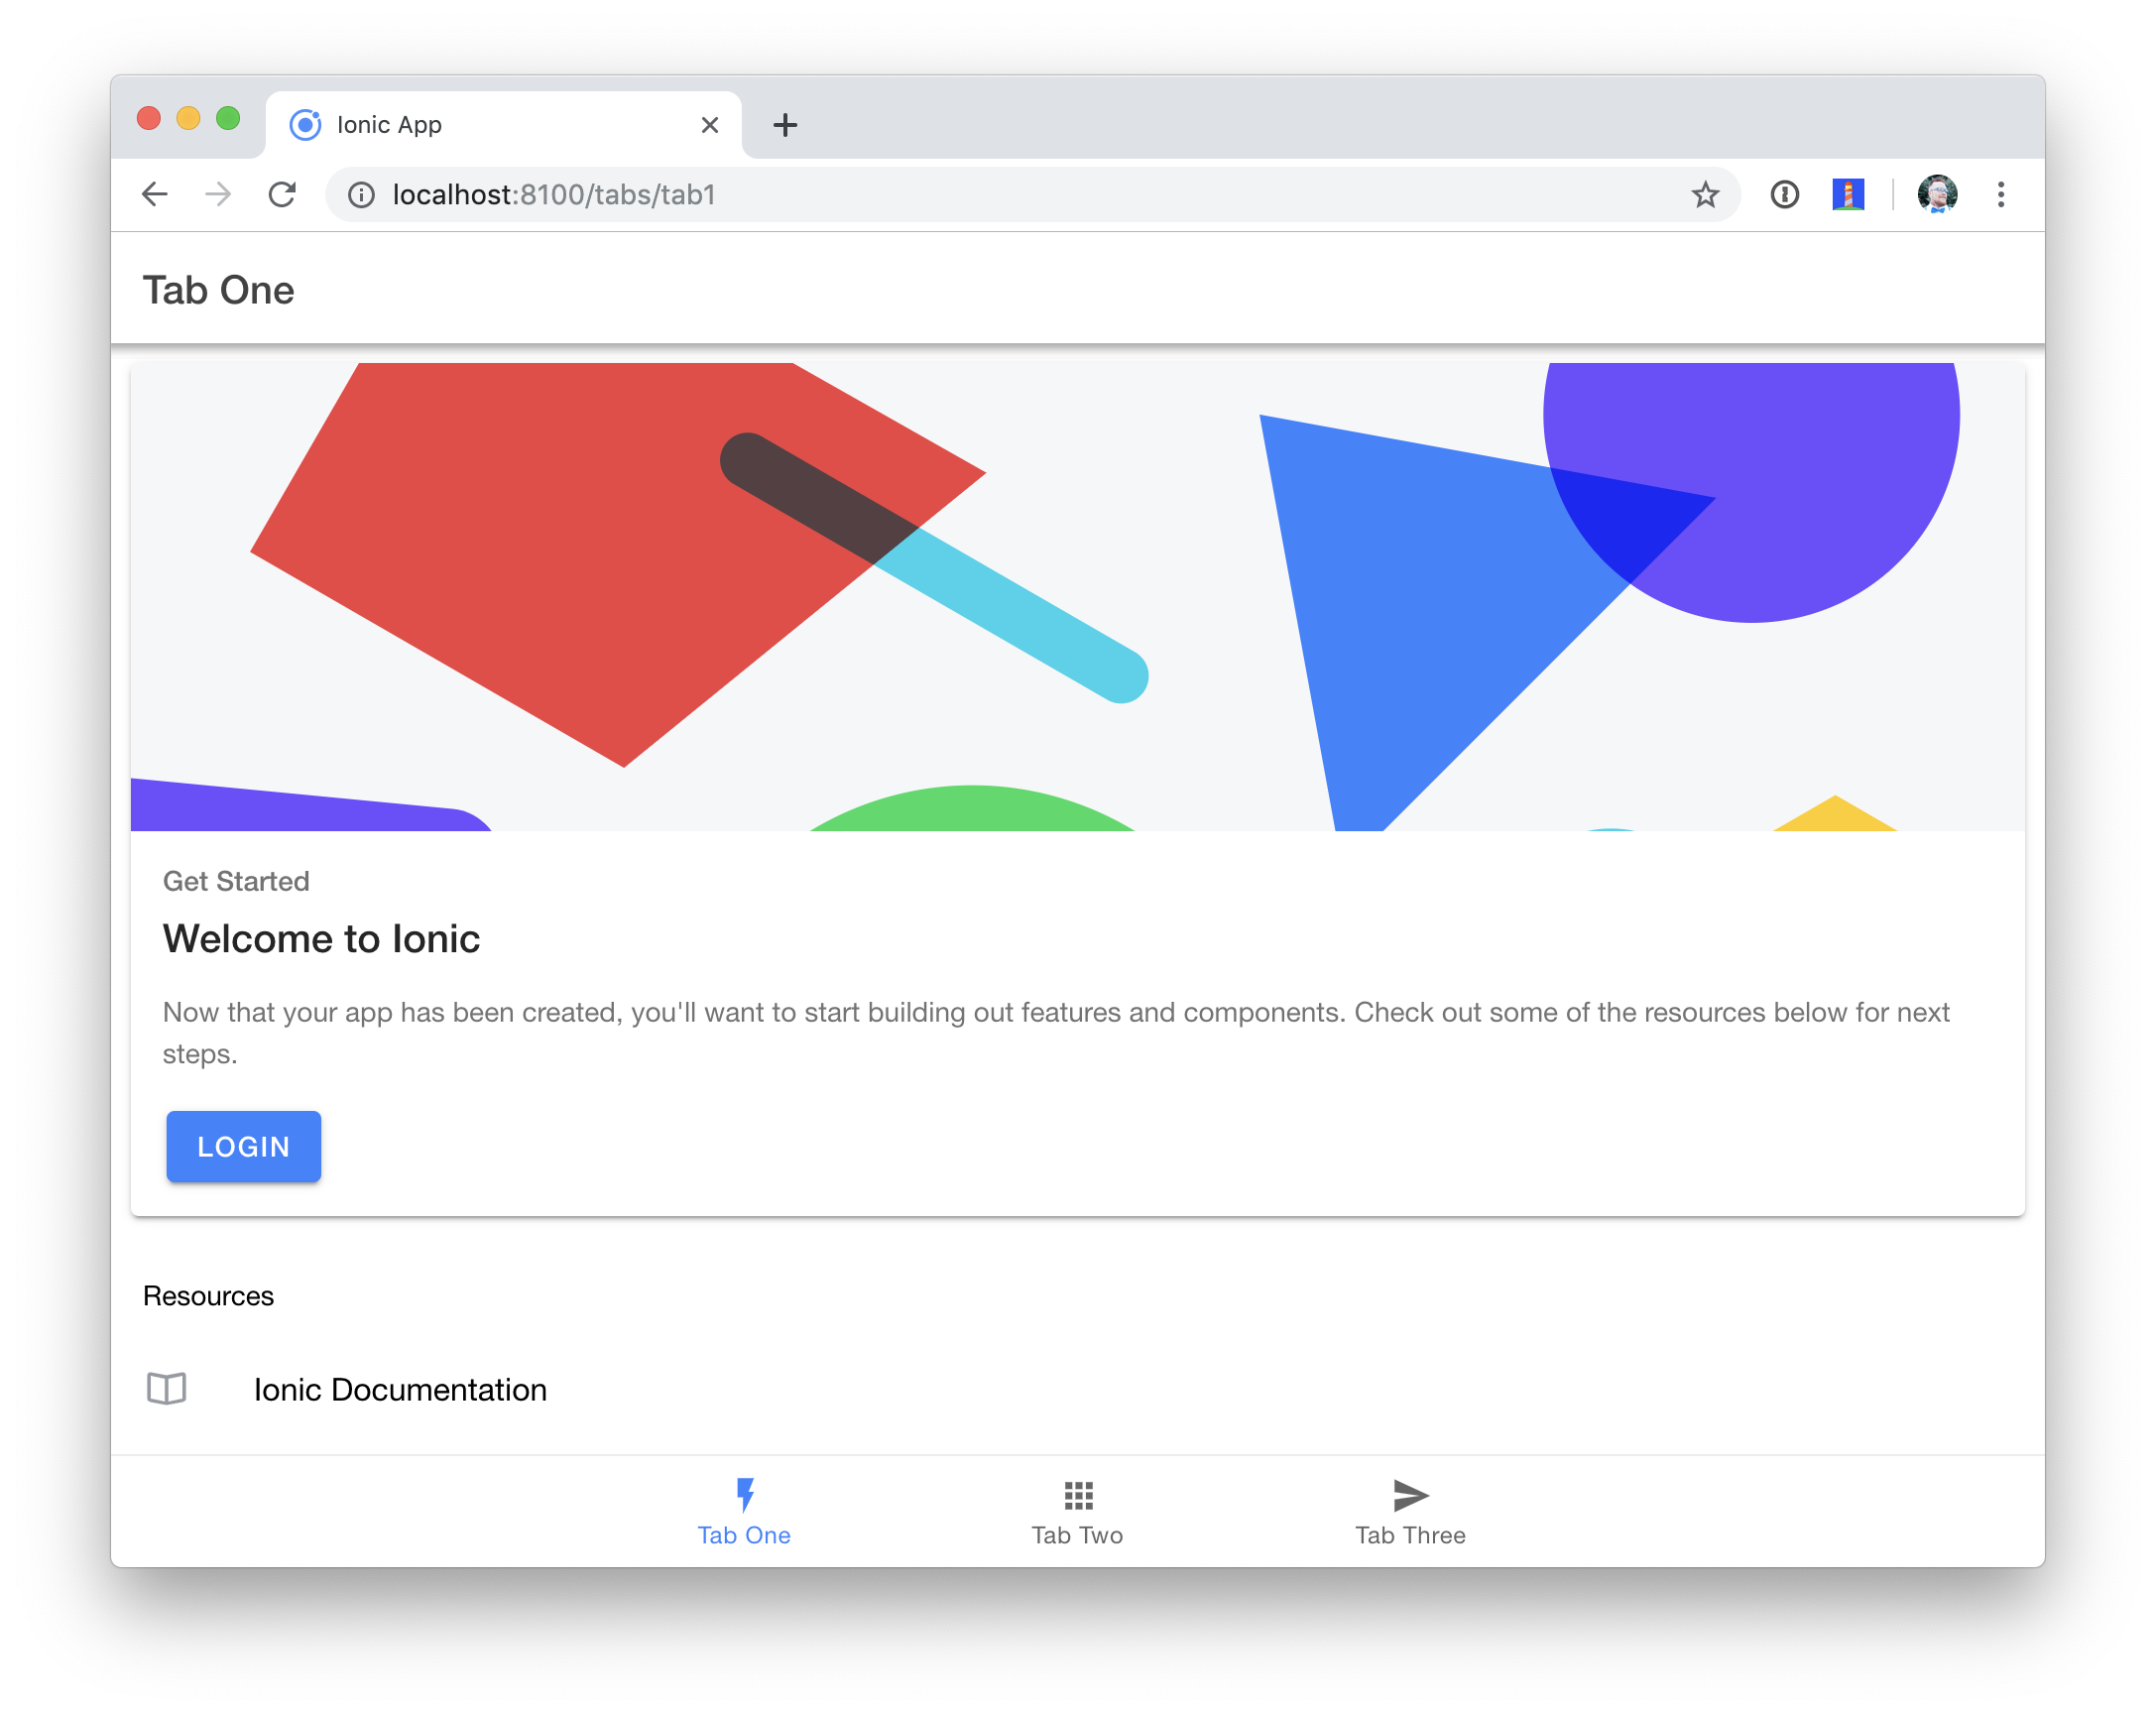 Ionic App
localhost:8100/tabs/tab1
Tab One
Get Started
Welcome to Ionic
Now that your app has been created, you'll want to start building out features and components. Check out some of the resources below for next
steps.
LOGIN
Resources
Ionic Documentation
Tab One
Tab Two
Tab Three